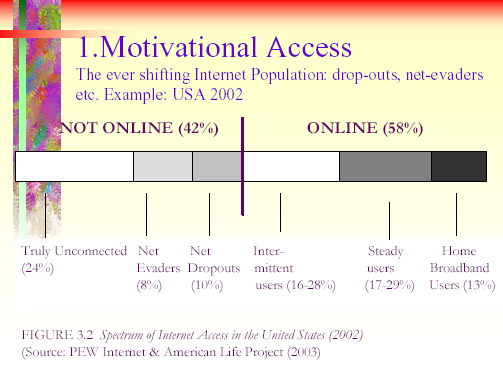 1.Motivational Access
The ever shifting Internet Population: drop-outs, net-evaders
etc. Example: USA 2002
NOT ONLINE (42%) ONLINE (58%)
Truly Unconnected Net Net Inter- Steady Home
(24%) Evaders Dropouts mittent users Broadband
(8%) (10%) users (16-28%) (17-29%) Users (13%)
FIGURE 3.2 Spectrum of Internet Access in the United States (2002)
(Source: PEW Internet & American Life Project (2003)